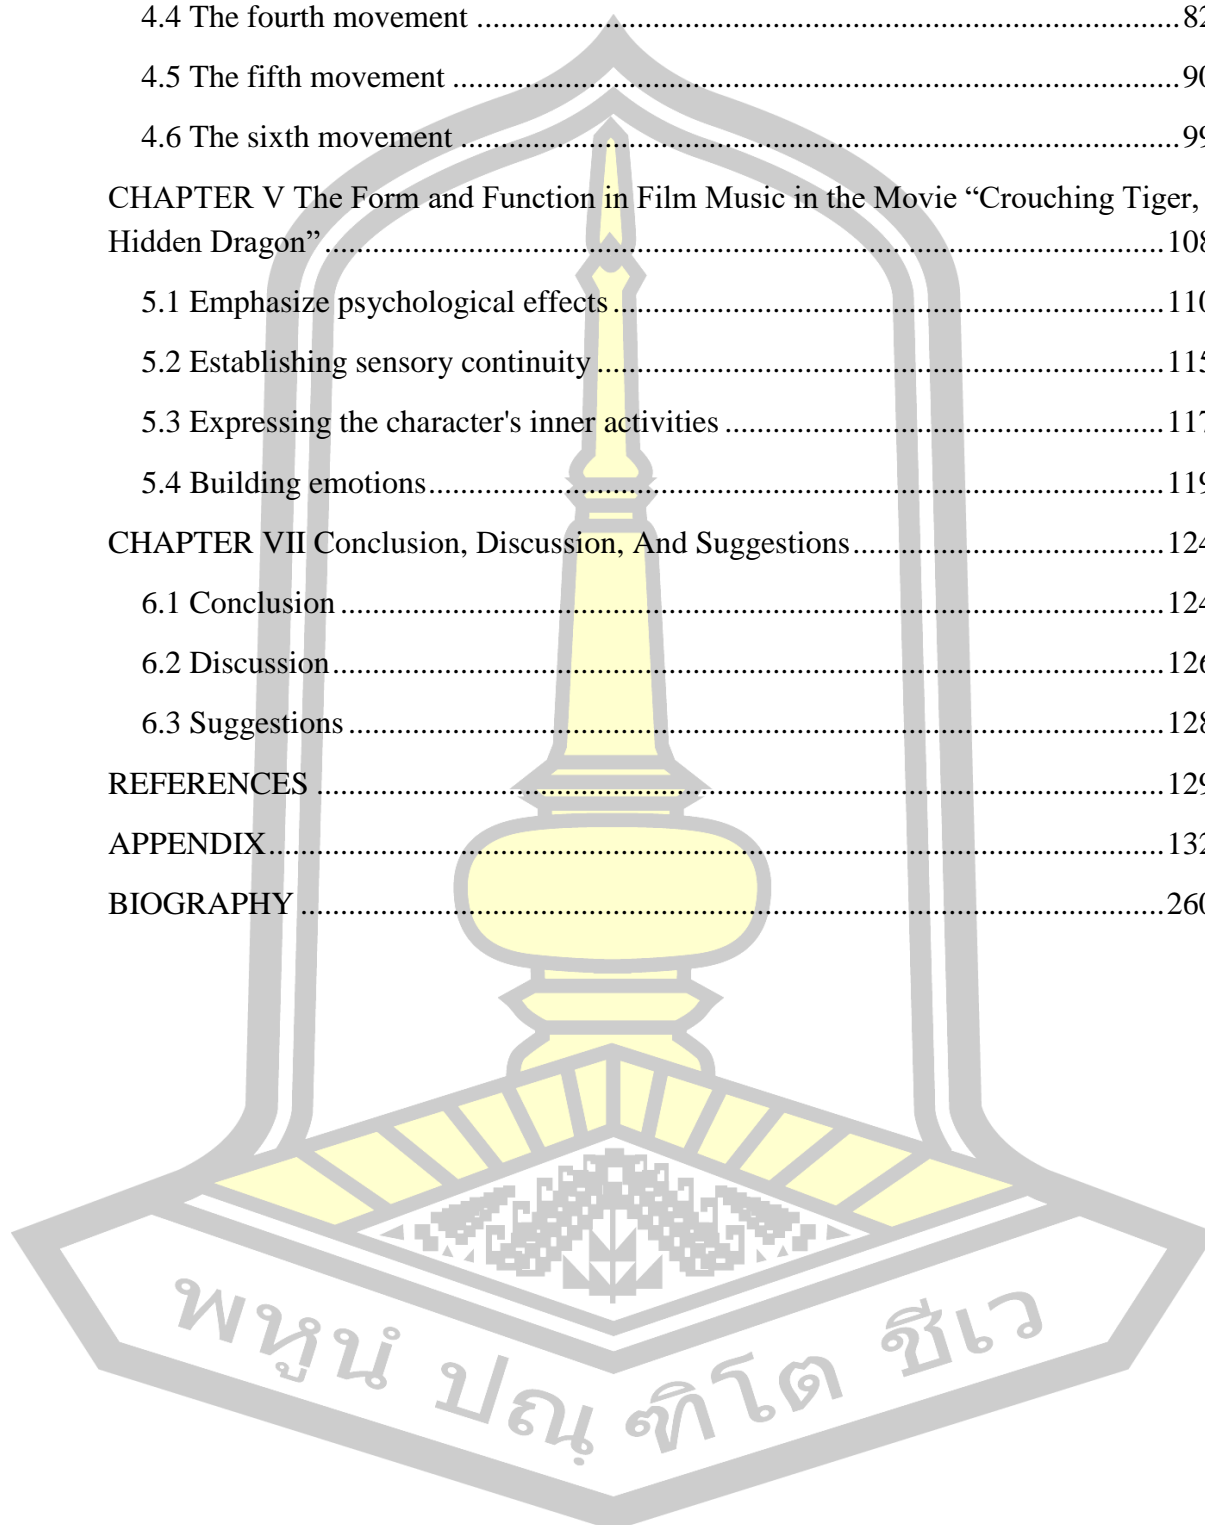 4.4 The fourth movement ........................................................................................ 82
4.5 The fifth movement ........................................................................................... 90
4.6 The sixth movement .......................................................................................... 99
CHAPTER V The Form and Function in Film Music in the Movie “Crouching Tiger,
Hidden Dragon” ......................................................................................................... 108
5.1 Emphasize psychological effects ..................................................................... 110
5.2 Establishing sensory continuity ....................................................................... 115
5.3 Expressing the character's inner activities ....................................................... 117
5.4 Building emotions ............................................................................................ 119
CHAPTER VII Conclusion, Discussion, And Suggestions ...................................... 124
6.1 Conclusion ....................................................................................................... 124
6.2 Discussion ........................................................................................................ 126
6.3 Suggestions ...................................................................................................... 128
REFERENCES .......................................................................................................... 129
APPENDIX ................................................................................................................ 132
BIOGRAPHY ............................................................................................................ 260
พหูนํ ปณฺฑิโต ชีเว